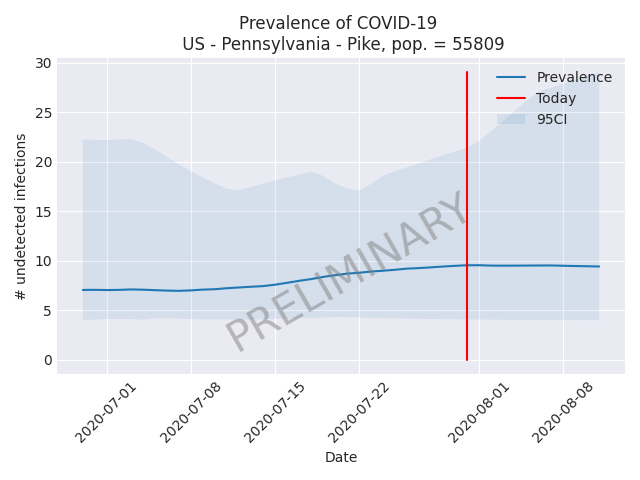 Prevalence of COVID-19
US - Pennsylvania - Pike, pop. = 55809
30
25
20
15
10
5
0
# undetected infections
Prevalence
Today
95CI
PRELIMINARY
2020-07-01
2020-07-08
2020-07-15
2020-07-22
2020-08-01
2020-08-08
Date